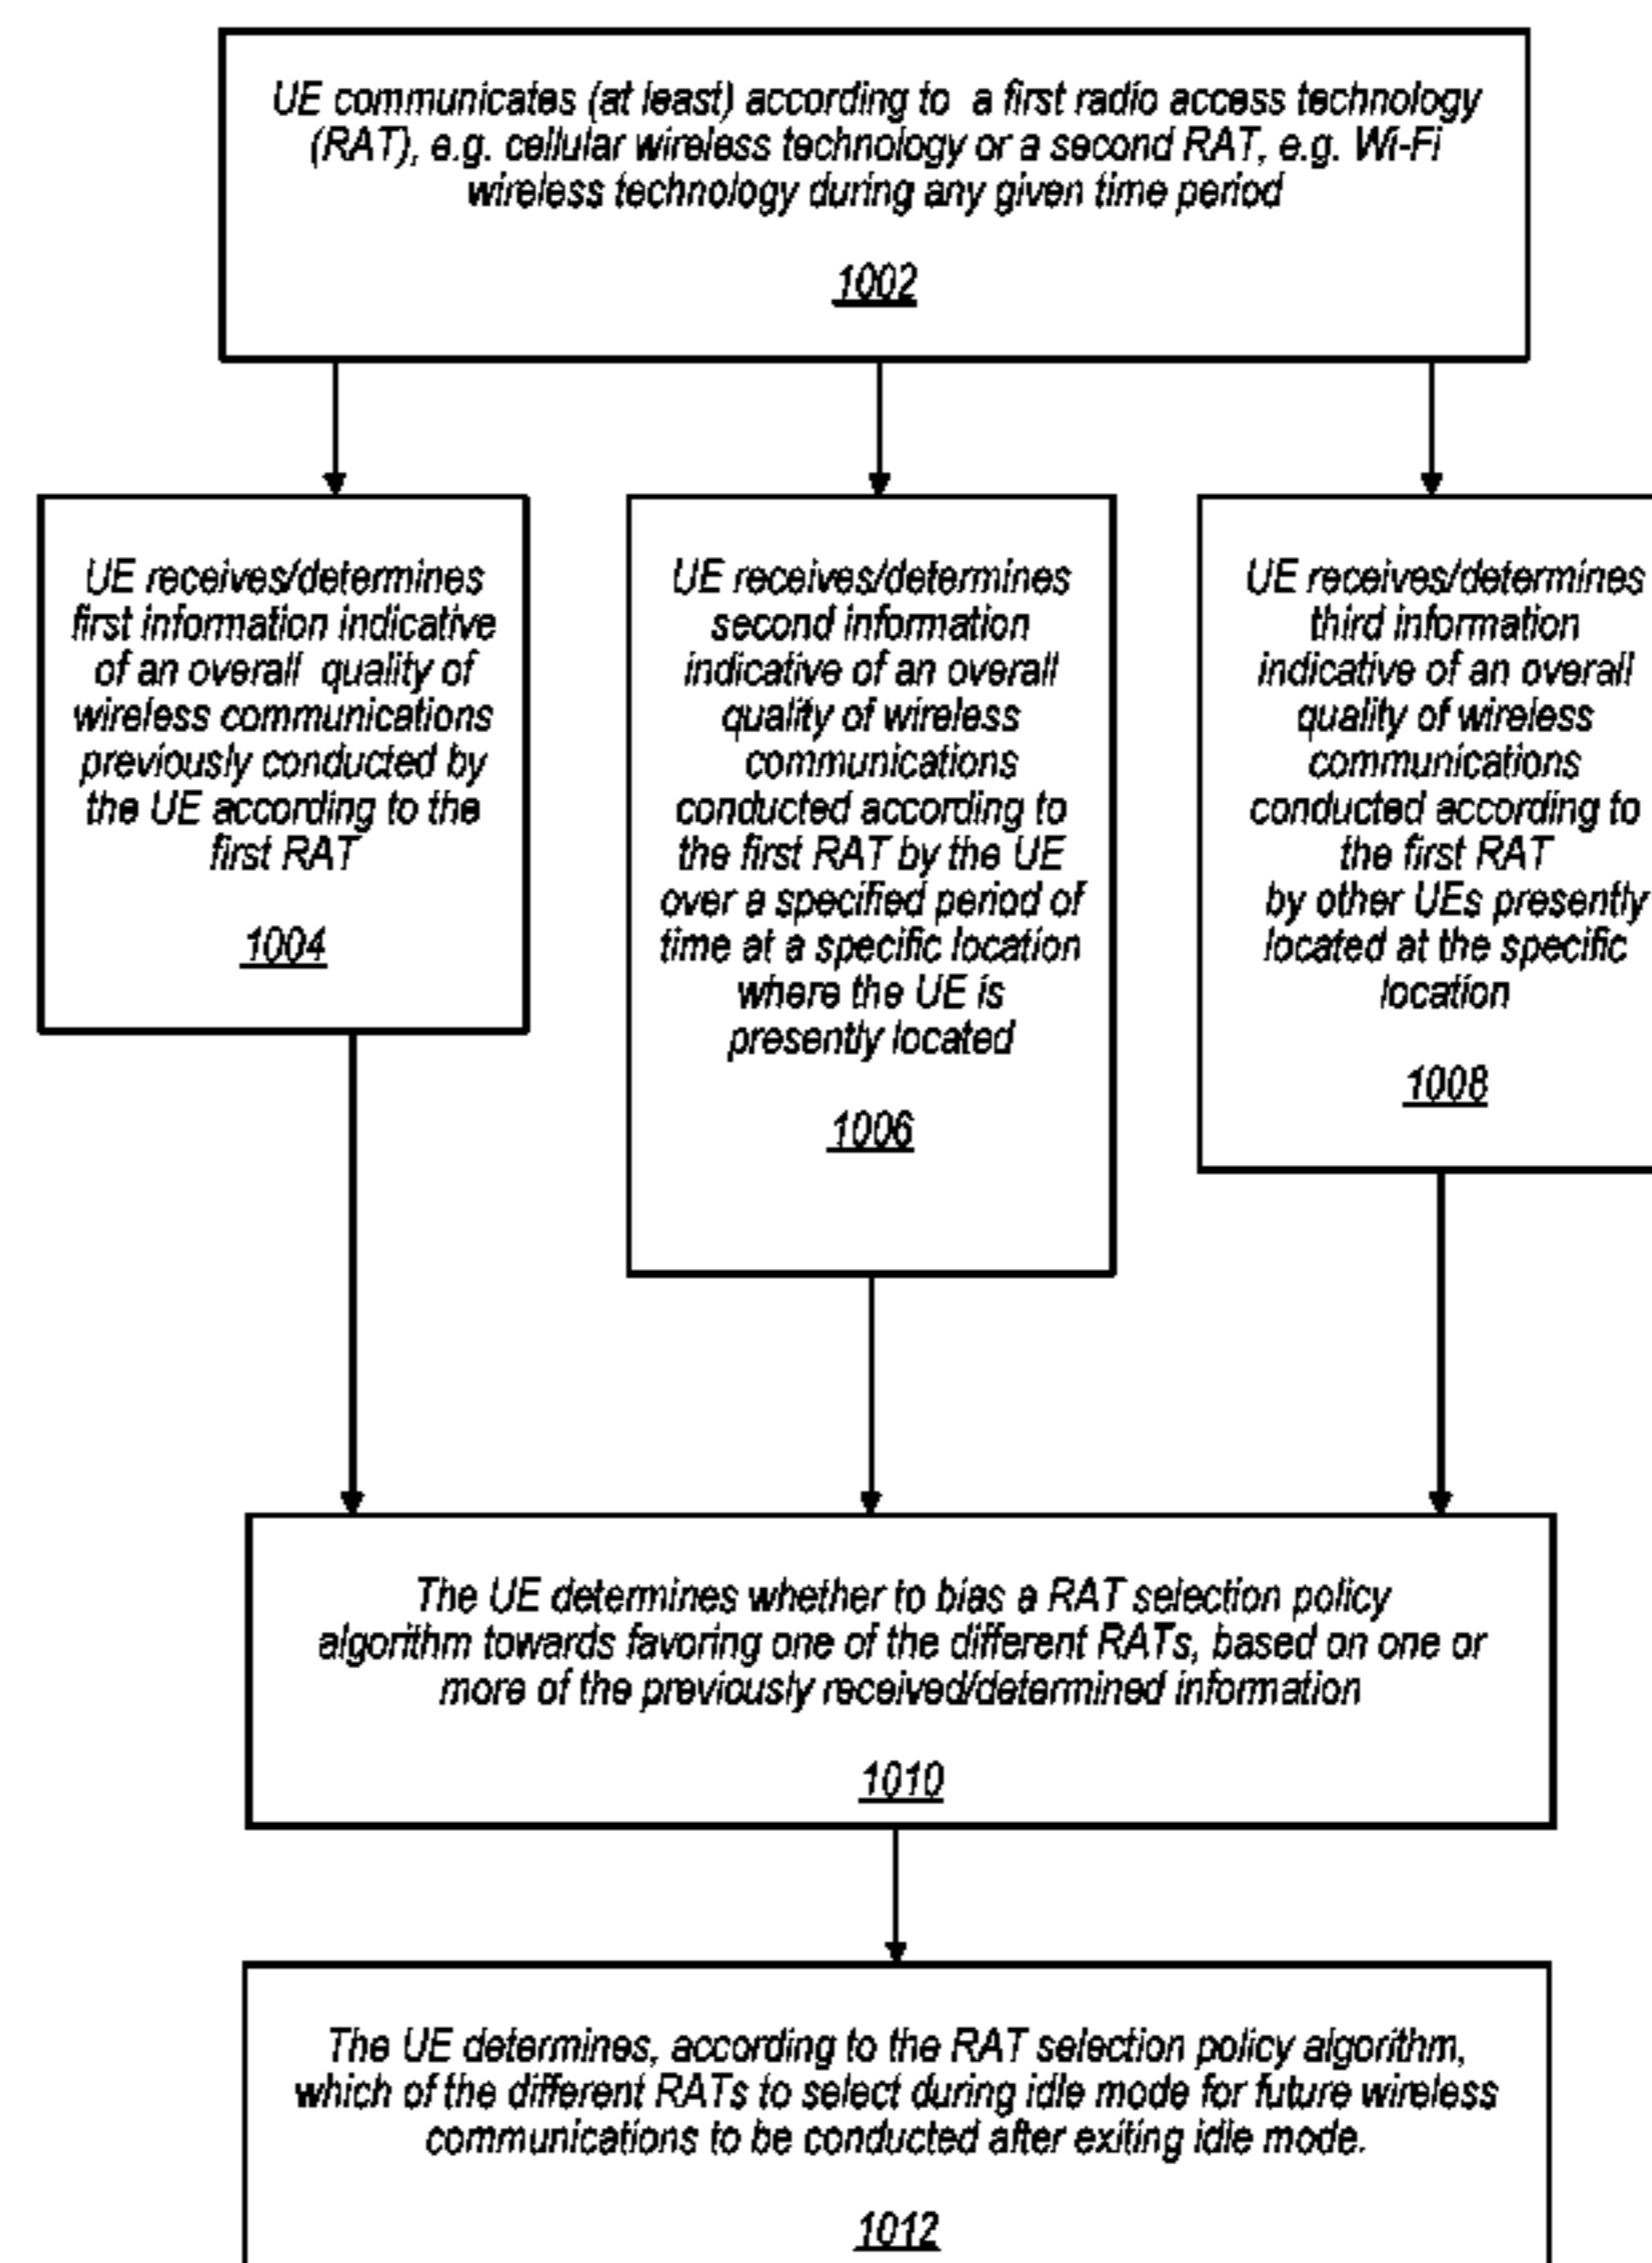 UE communicates (at least) according to a first radio access technology
(RAT), e.g. cellular wireless technology or a second RAT, e.g. Wi-Fi
wireless technology during any given time period
1002
UE receives/determines
first information indicative
of an overall quality of
wireless communications
previously conducted by
the UE according to the
first RAT
1004
UE receives/determines
second information
indicative of an overall
quality of wireless
communications
conducted according to
the first RAT by the UE
over a specified period of
time at a specific location
where the UE is
presently located
1006
UE receives/determines
third information
indicative of an overall
quality of wireless
communications
conducted according to
the first RAT
by other UEs presently
located at the specific
location
1008
The UE determines whether to bias a RAT selection policy
algorithm towards favoring one of the different RATs, based on one or
more of the previously received/determined information
1010
The UE determines, according to the RAT selection policy algorithm,
which of the different RATs to select during idle mode for future wireless
communications to be conducted after exiting idle mode.
1012